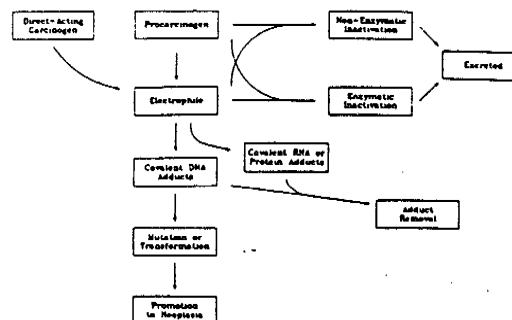 Direct-Acting
Carcinogen
Procarcinogen
Non-Enzymatic
Inactivation
Excreted
Electrophile
Enzymatic
Inactivation
Covalent RNA or
Protein Adducts
Covalent DNA
Adducts
Adduct
Removal
Mutation or
Transformation
Promotion
to Neoplasia